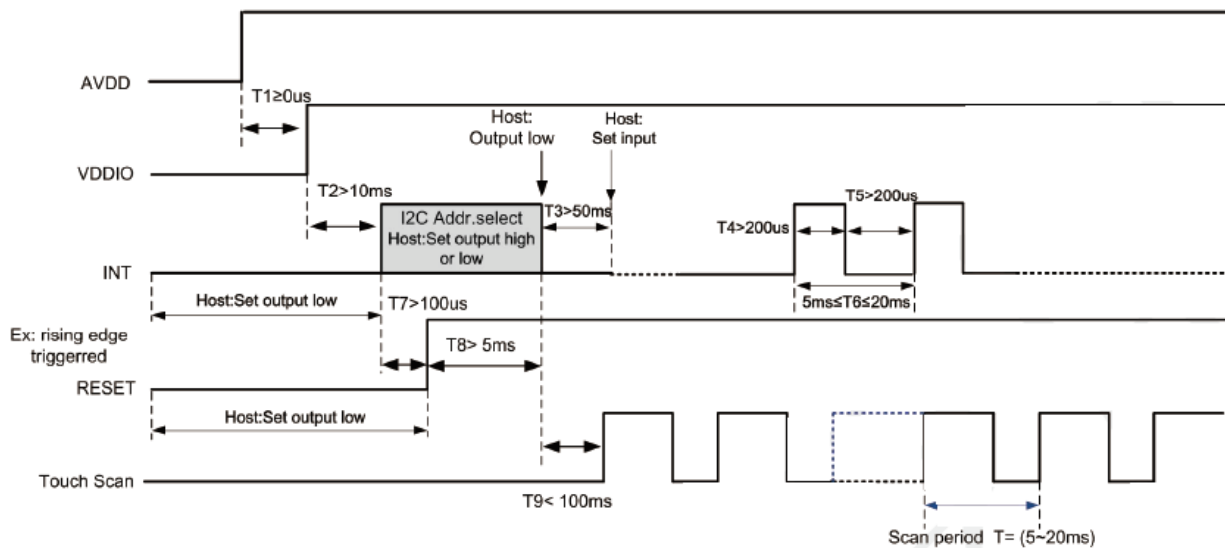 AVDD
T1≥0us
Host:
Output low
Host:
Set input
VDDIO
T2>10ms
I2C Addr.select
Host:Set output high
or low
T3>50ms
T4>200us
T5>200us
INT
5ms≤T6≤20ms
Host:Set output low
T7>100us
Ex: rising edge
triggerred
T8> 5ms
RESET
Host:Set output low
Touch Scan
T9< 100ms
Scan period T= (5~20ms)